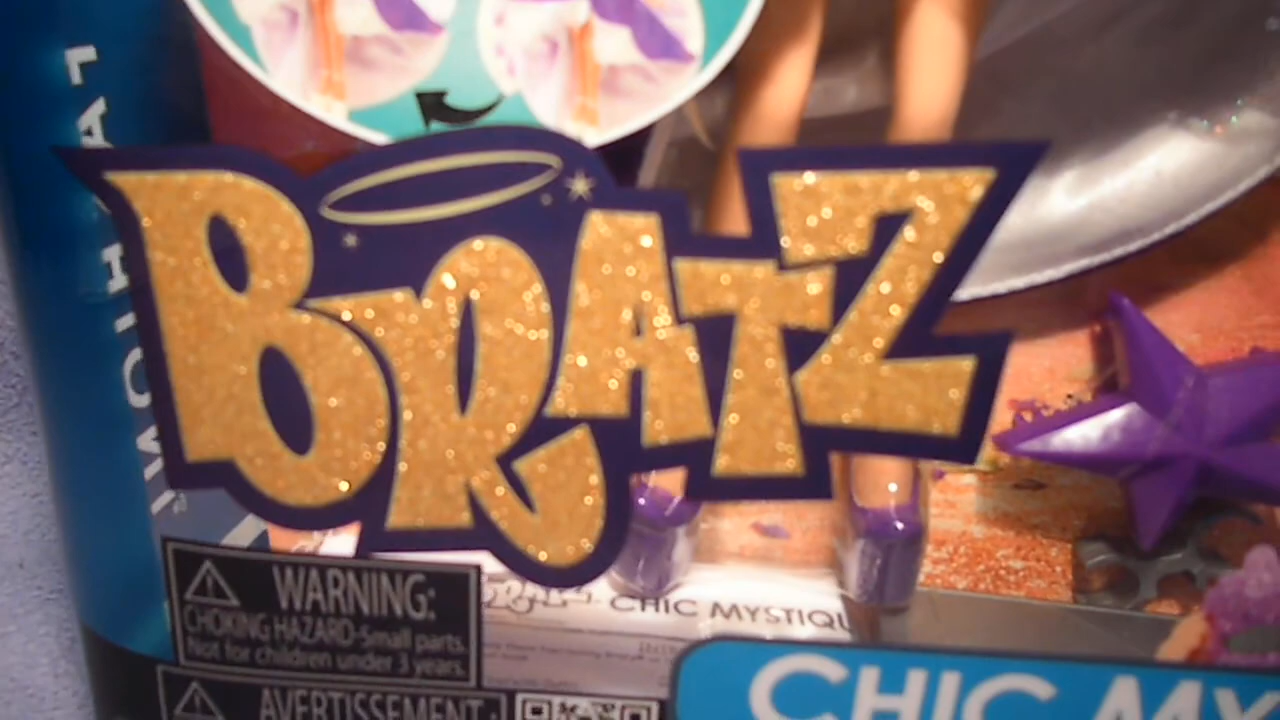 BRATZ
WARNING:
CHOKING HAZARD-Small parts.
Not for children under 3 years.
AVERTISSEMENT:
CHIC MYSTIQU
CHIC MY